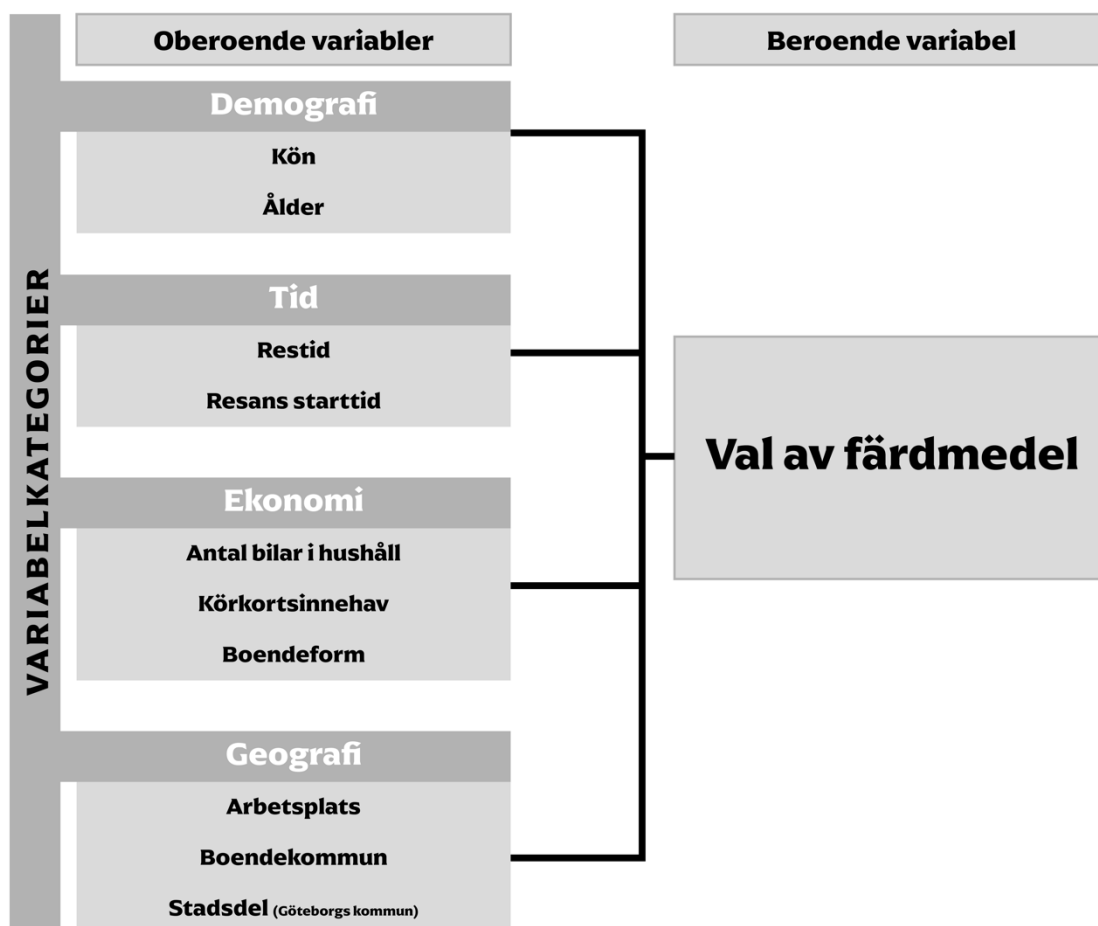 VARIABELKATEGORIER
Oberoende variabler
Demografi
Kön
Ålder
Tid
Restid
Resans starttid
Ekonomi
Antal bilar i hushåll
Körkortsinnehav
Boendeform
Geografi
Arbetsplats
Boendekommun
Stadsdel (Göteborgs kommun)
Beroende variabel
Val av färdmedel